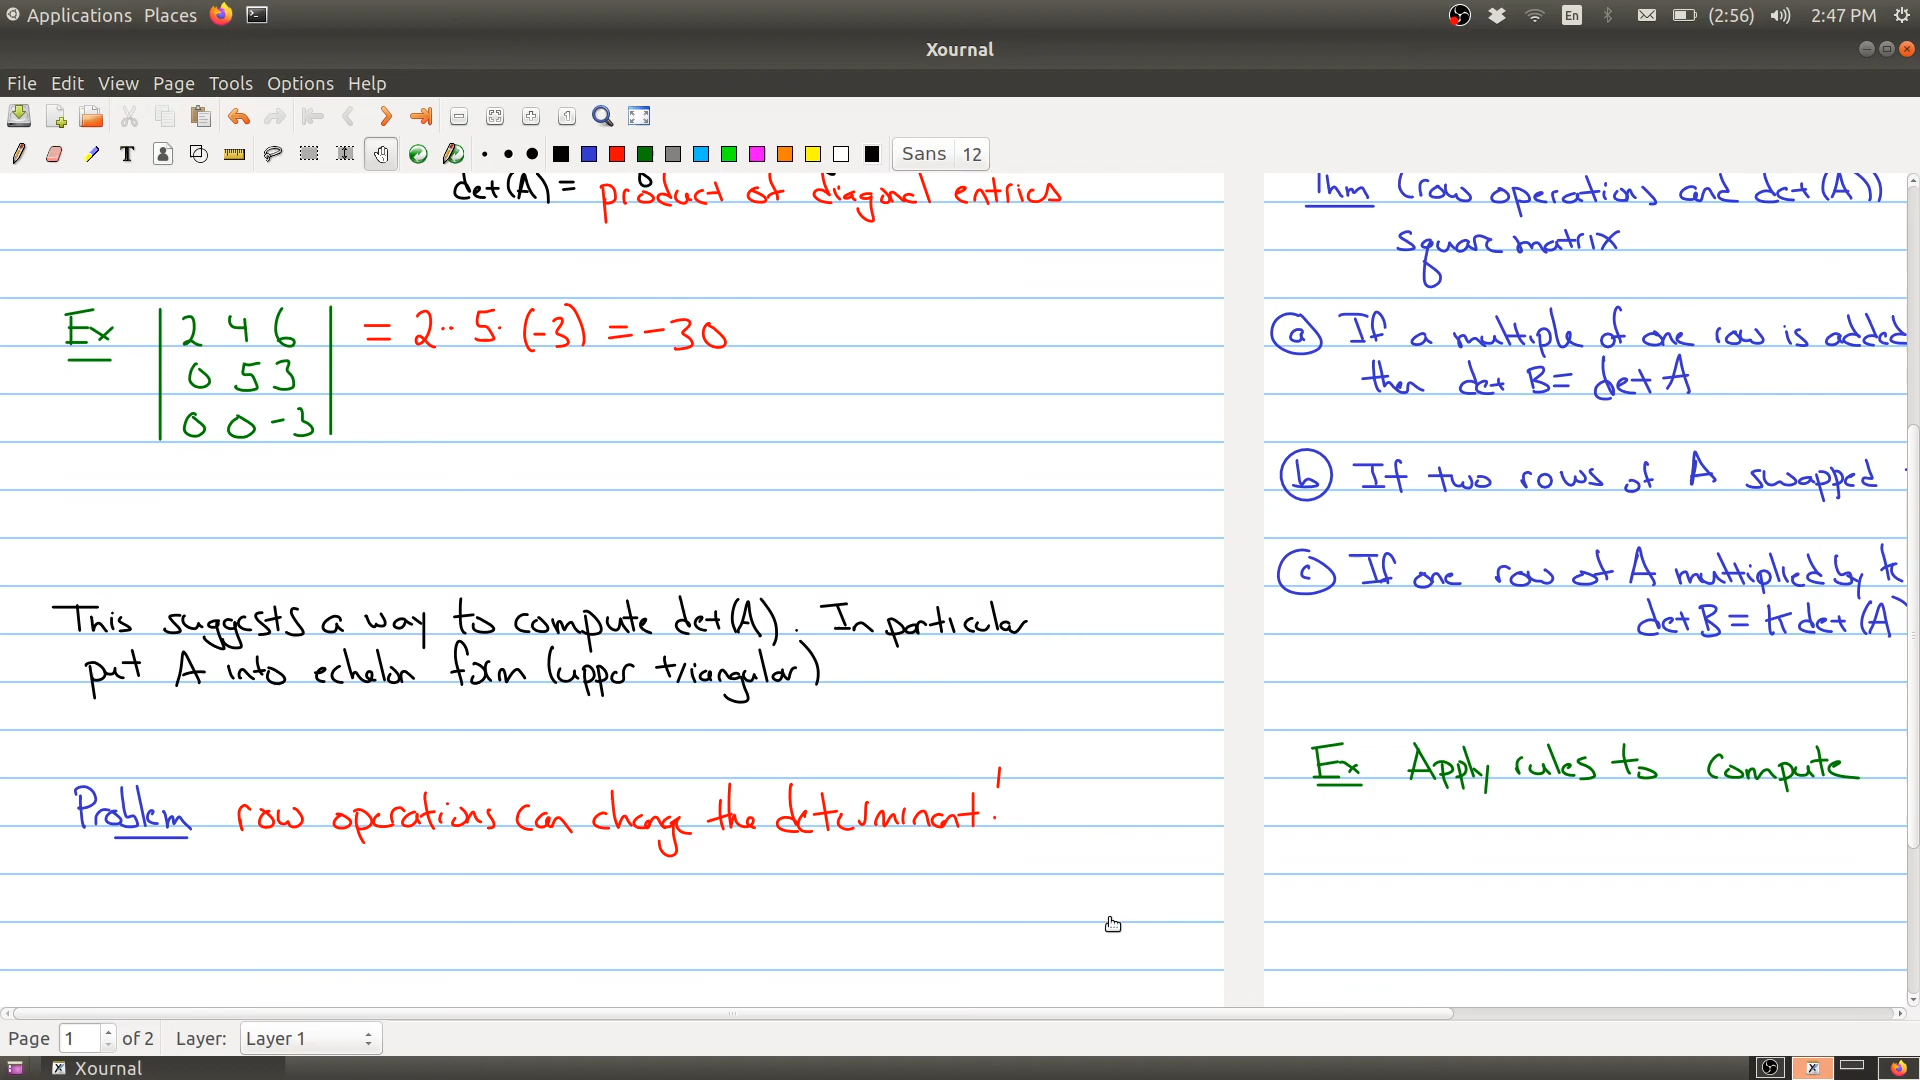 Applications Places En (2:56) 2:47 PM
Xournal
File Edit View Page Tools Options Help
T Sans 12
det(A) = product of diagonal entries
Ex | 2 4 6 | = 2·· 5· (-3) = -30
0 5 3
0 0 -3
This suggests a way to compute det(A). In particular
put A into echelon form (upper triangular)
Problem row operations can change the determinant!
Thm (row operations and det(A))
square matrix
(a) If a multiple of one row is added
then det B = det A
(b) If two rows of A swapped
(c) If one row of A multiplied by k
det B = k det (A)
Ex Apply rules to compute
Page 1 of 2 Layer: Layer 1
Xournal